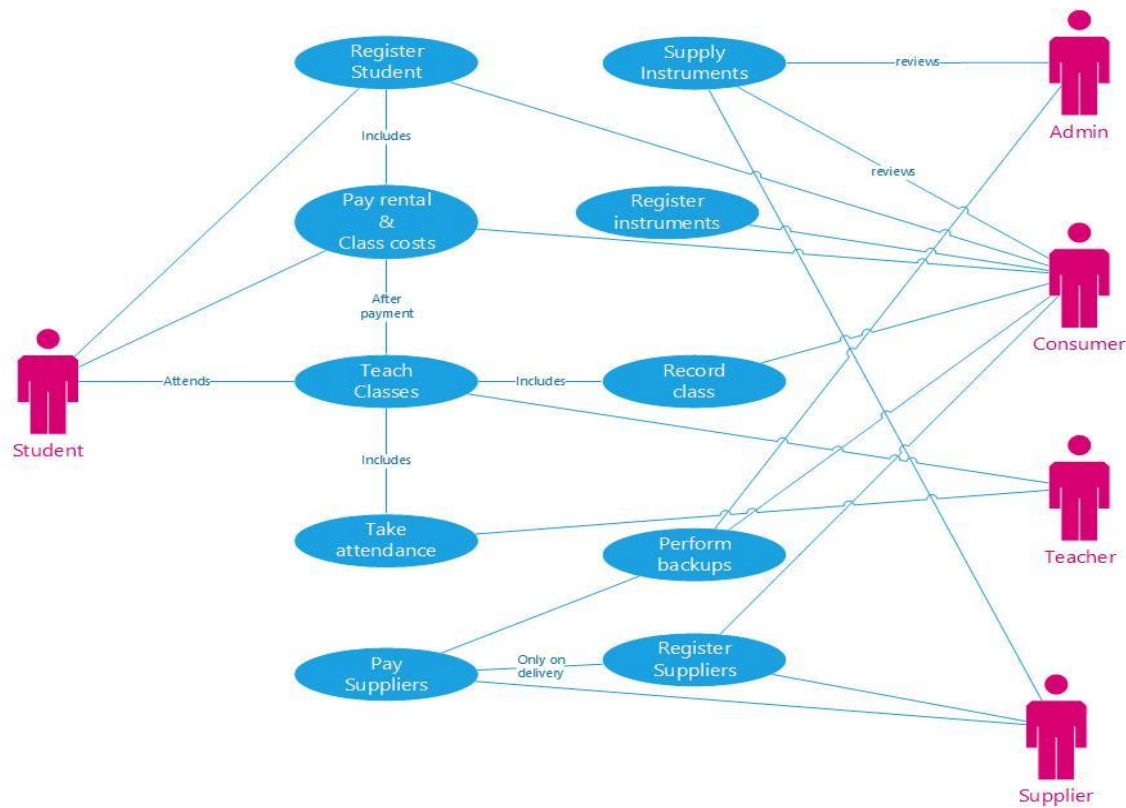 Register
Student
Supply
Instruments
reviews
Admin
Includes
reviews
Pay rental
&
Class costs
Register
instruments
After
payment
Consumer
Student
Attends
Teach
Classes
Includes
Record
class
Includes
Take
attendance
Perform
backups
Teacher
Pay
Suppliers
Only on
delivery
Register
Suppliers
Supplier